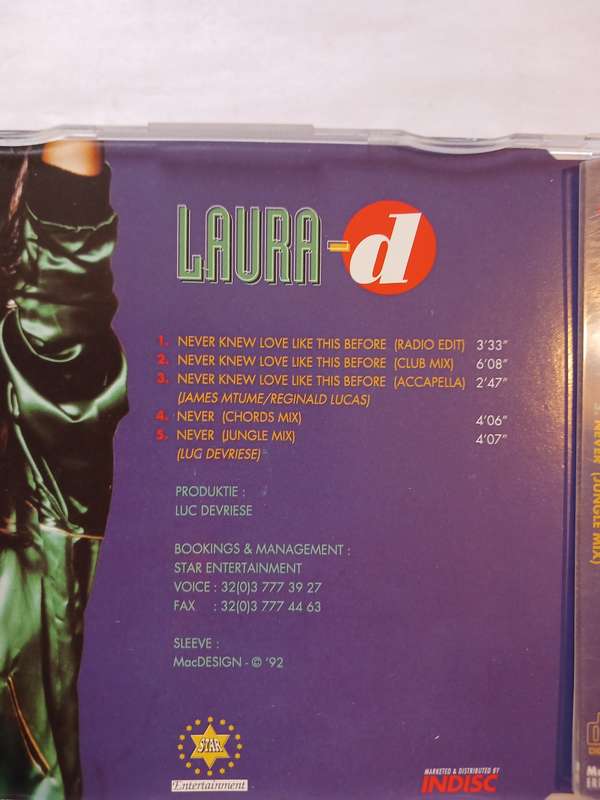 LAURA-d
1. NEVER KNEW LOVE LIKE THIS BEFORE (RADIO EDIT) 3'33"
2. NEVER KNEW LOVE LIKE THIS BEFORE (CLUB MIX) 6'08"
3. NEVER KNEW LOVE LIKE THIS BEFORE (ACCAPELLA) 2'47"
(JAMES MTUME/REGINALD LUCAS)
4. NEVER (CHORDS MIX) 4'06"
5. NEVER (JUNGLE MIX) 4'07"
(LUG DEVRIESE)
PRODUKTIE :
LUC DEVRIESE
BOOKINGS & MANAGEMENT :
STAR ENTERTAINMENT
VOICE : 32(0)3 777 39 27
FAX : 32(0)3 777 44 63
SLEEVE :
MacDESIGN - © '92
STAR
Entertainment
MARKETED & DISTRIBUTED BY
INDISC
5. NEVER (JUNGLE MIX)